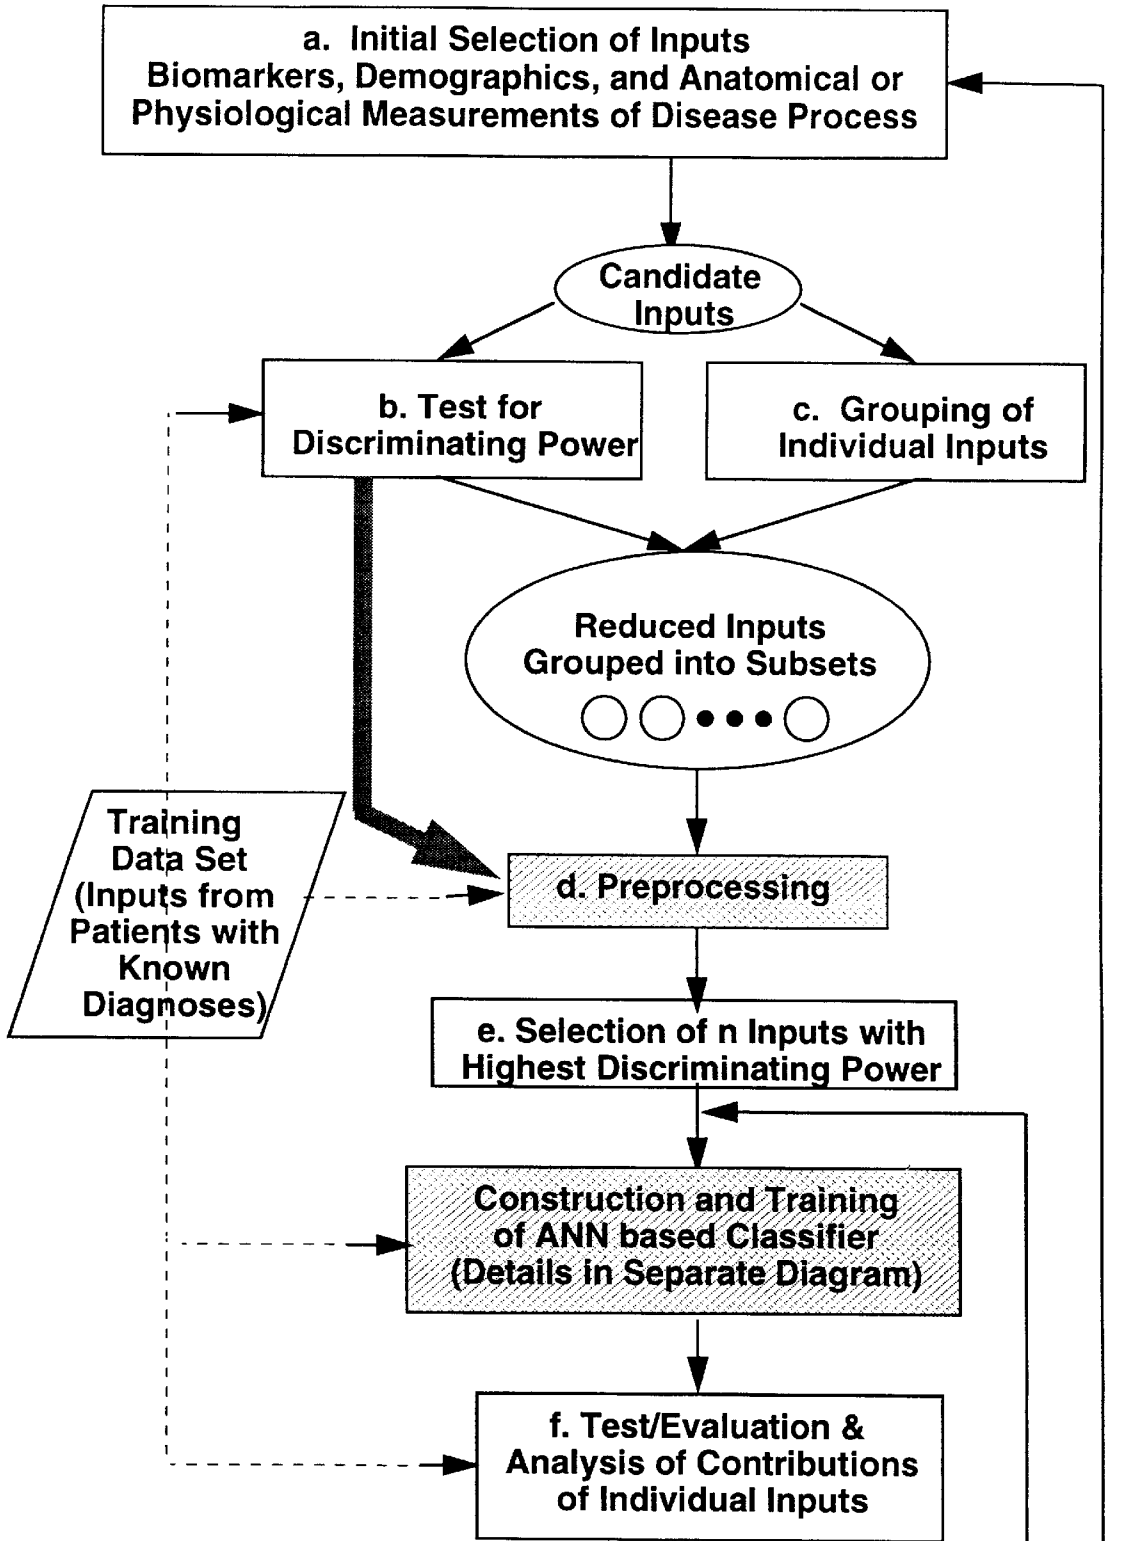 a. Initial Selection of Inputs
Biomarkers, Demographics, and Anatomical or
Physiological Measurements of Disease Process
Candidate
Inputs
b. Test for
Discriminating Power
c. Grouping of
Individual Inputs
Reduced Inputs
Grouped into Subsets
Training
Data Set
(Inputs from
Patients with
Known
Diagnoses)
d. Preprocessing
e. Selection of n Inputs with
Highest Discriminating Power
Construction and Training
of ANN based Classifier
(Details in Separate Diagram)
f. Test/Evaluation &
Analysis of Contributions
of Individual Inputs